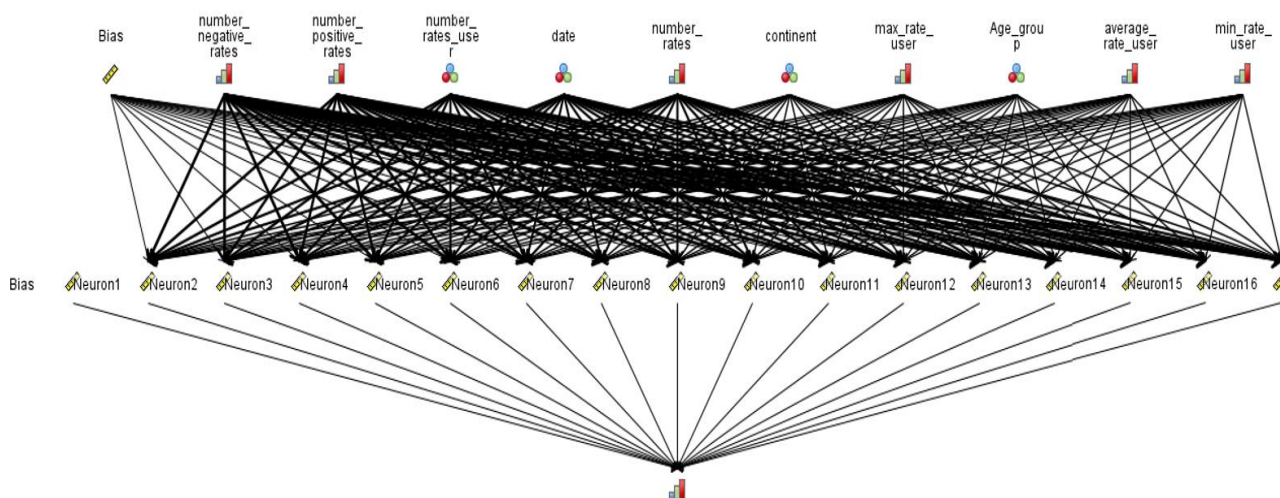 Bias
number_
negative_
rates
number_
positive_
rates
number_
rates_use
r
date
number_
rates
continent
max_rate_
user
Age_grou
p
average_
rate_user
min_rate_
user
Bias
Neuron1
Neuron2
Neuron3
Neuron4
Neuron5
Neuron6
Neuron7
Neuron8
Neuron9
Neuron10
Neuron11
Neuron12
Neuron13
Neuron14
Neuron15
Neuron16